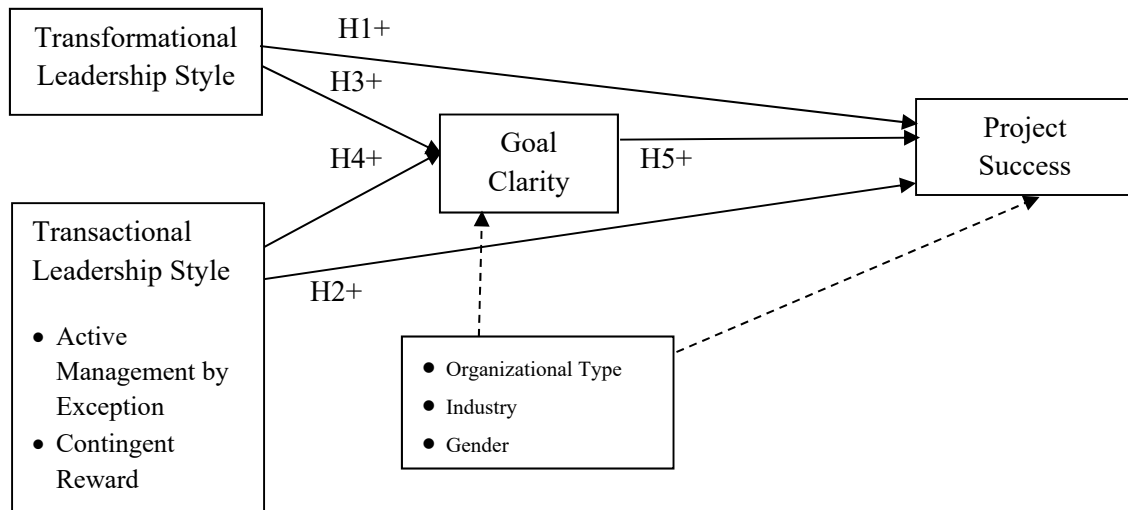 Transformational
Leadership Style
H1+
H3+
H4+
Goal
Clarity
H5+
Project
Success
Transactional
Leadership Style
• Active
Management by
Exception
• Contingent
Reward
H2+
• Organizational Type
• Industry
• Gender